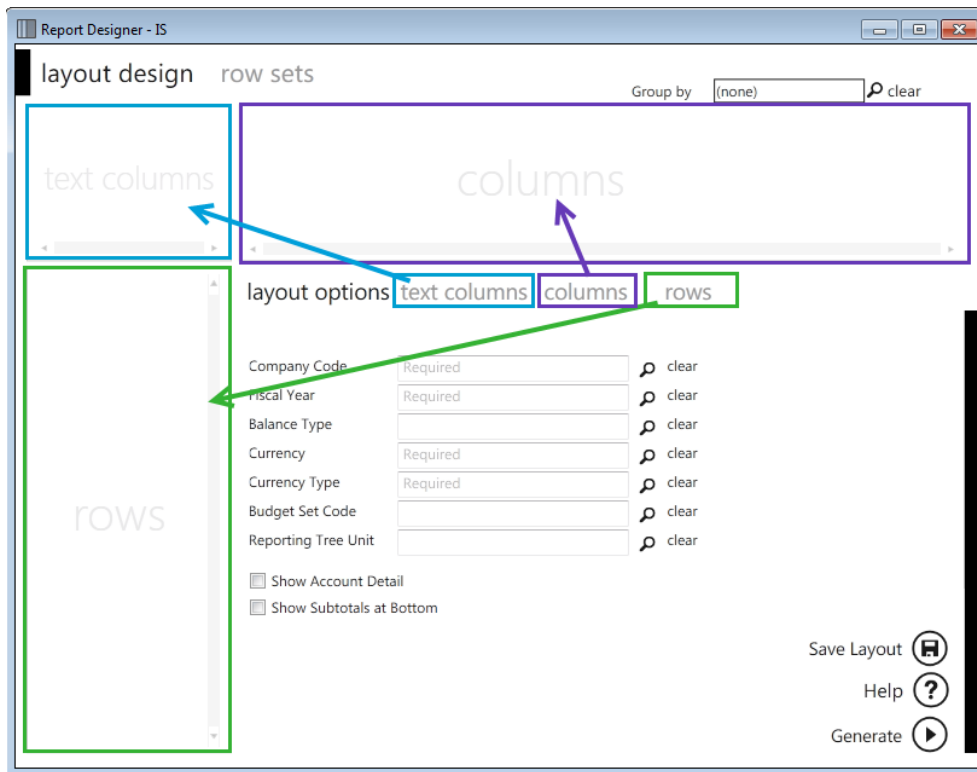 Report Designer - IS
layout design row sets
Group by (none) clear
text columns
columns
layout options text columns columns rows
Company Code Required clear
Fiscal Year Required clear
Balance Type clear
Currency Required clear
Currency Type Required clear
Budget Set Code clear
Reporting Tree Unit clear
rows
Show Account Detail
Show Subtotals at Bottom
Save Layout
Help ?
Generate